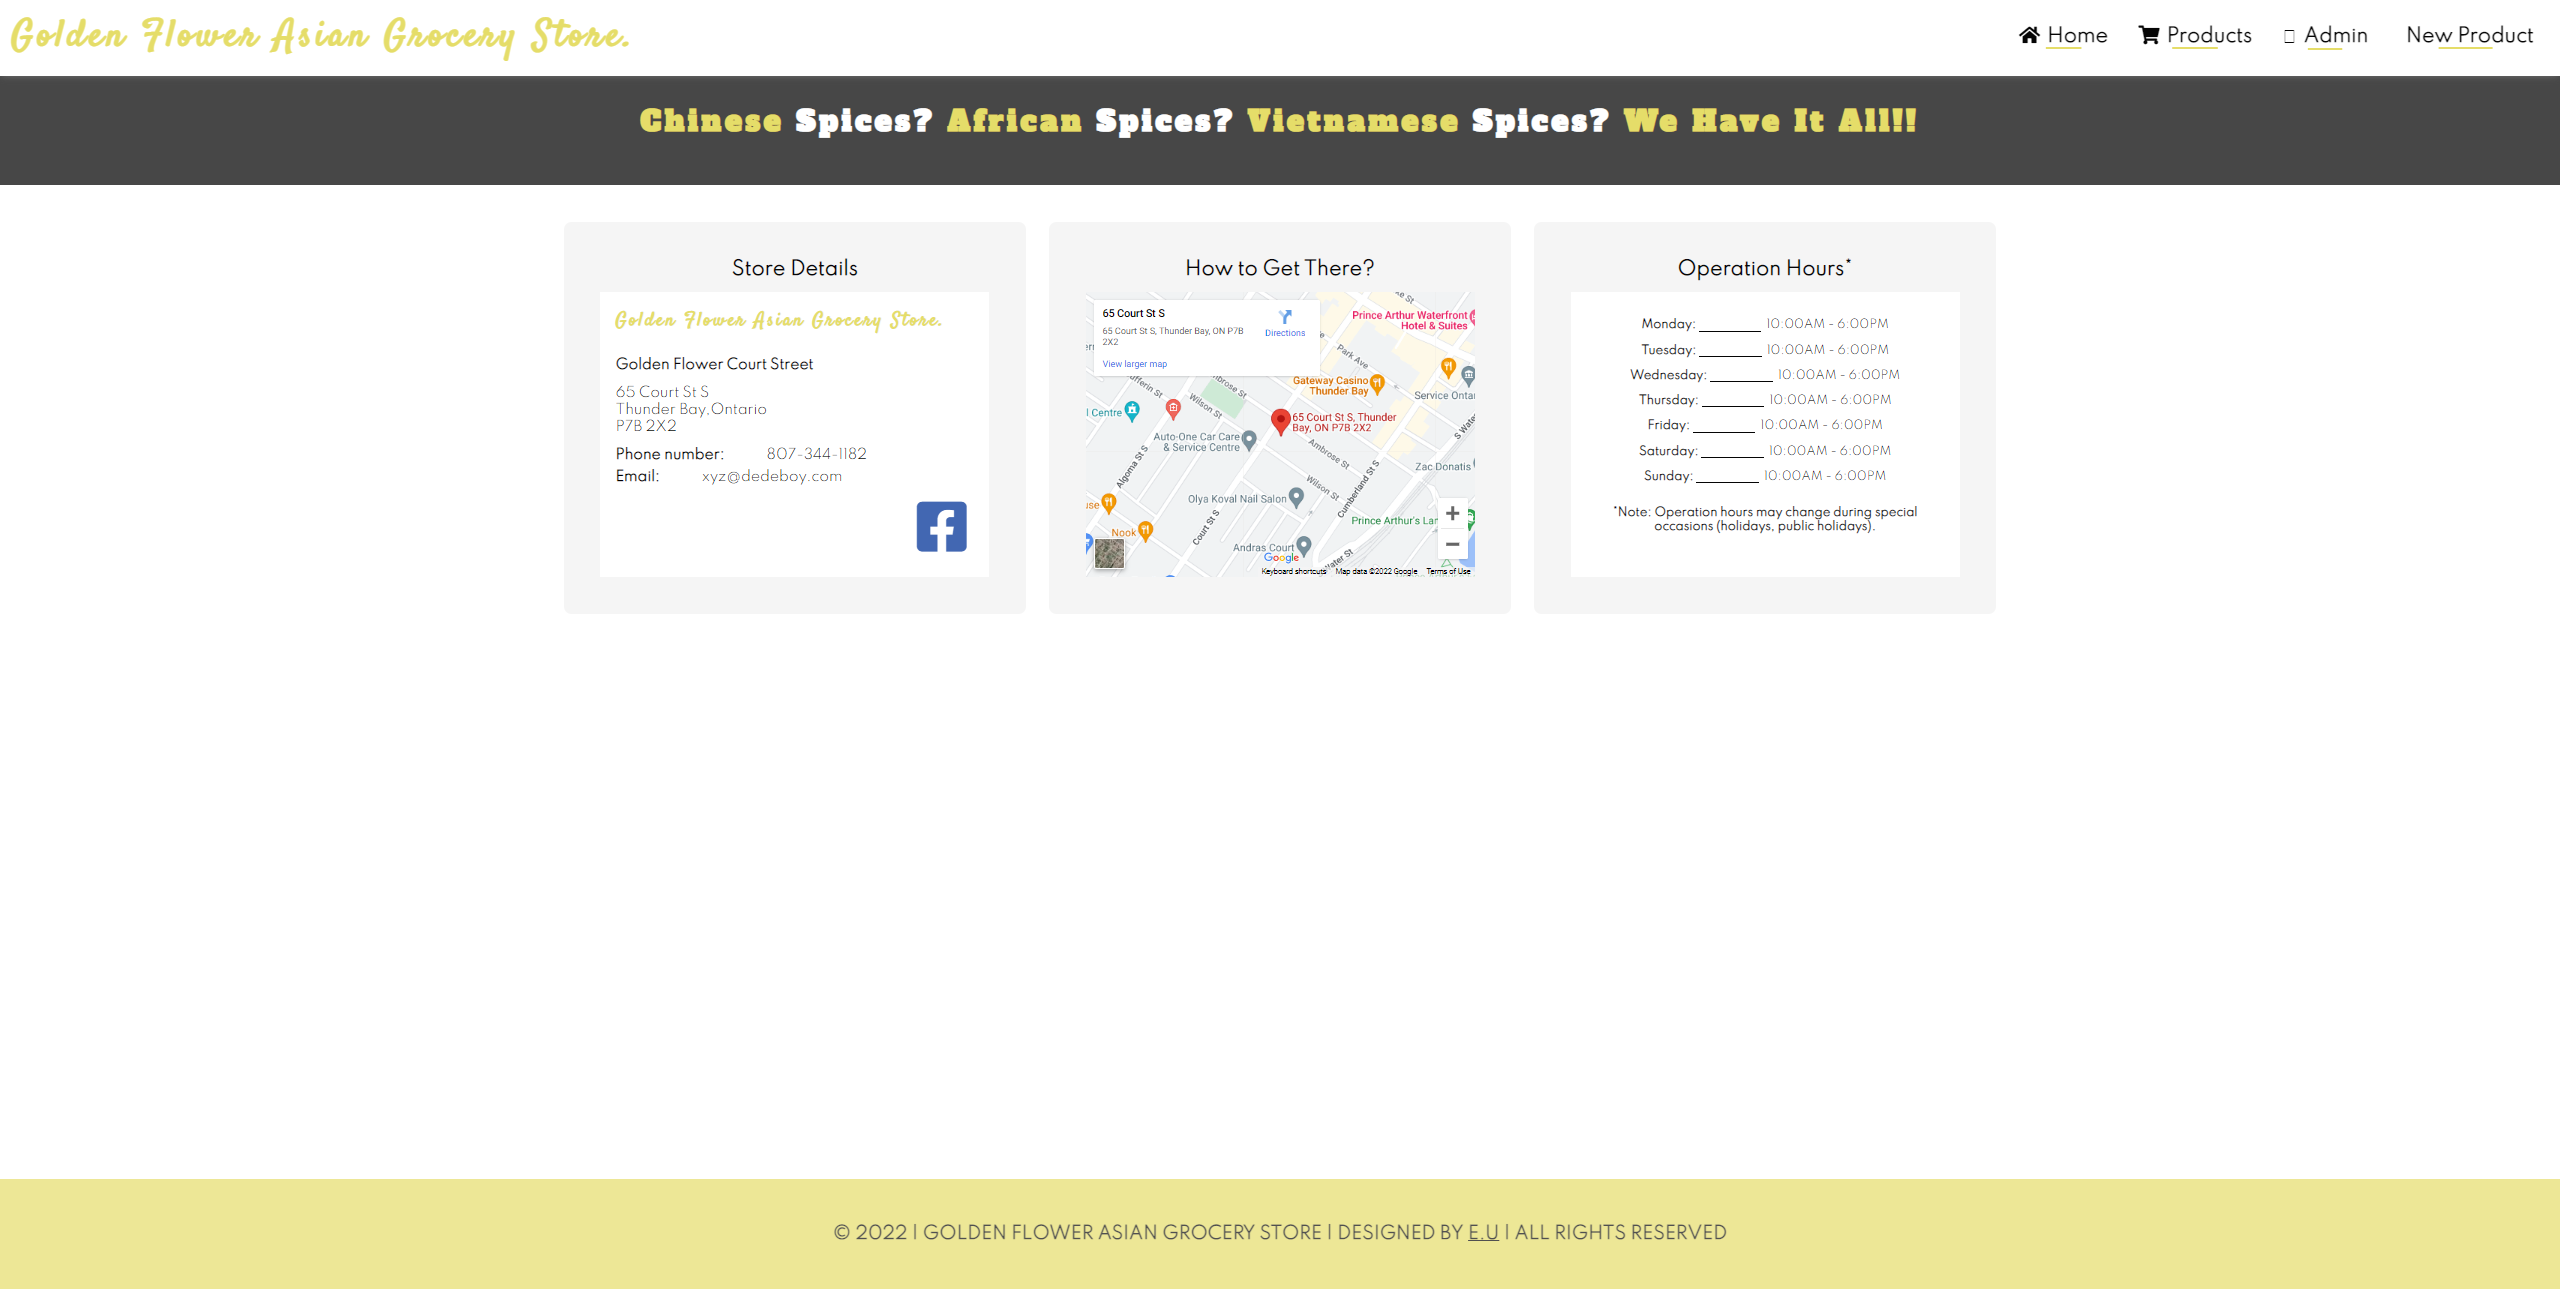 Golden Flower Asian Grocery Store.
Home Products Admin New Product
Chinese Spices? African Spices? Vietnamese Spices? We Have It All!!
Store Details
Golden Flower Asian Grocery Store.
Golden Flower Court Street
65 Court St S
Thunder Bay,Ontario
P7B 2X2
Phone number: 807-344-1182
Email: xyz@dedeboy.com
How to Get There?
65 Court St S
65 Court St S, Thunder Bay, ON P7B
2X2
Directions
View larger map
Prince Arthur Waterfront
Hotel & Suites
Park Ave
Gateway Casino
Thunder Bay
Service Ontar
Wilson St
l Centre
65 Court St S, Thunder
Bay, ON P7B 2X2
Auto-One Car Care
& Service Centre
Ambrose St
Algoma St S
Zac Donatis
Wilson St
Cumberland St S
Olya Koval Nail Salon
Court St S
Prince Arthur's Lan
Nook
Andras Court
Google
Keyboard shortcuts Map data ©2022 Google Terms of Use
Operation Hours*
Monday: 10:00AM - 6:00PM
Tuesday: 10:00AM - 6:00PM
Wednesday: 10:00AM - 6:00PM
Thursday: 10:00AM - 6:00PM
Friday: 10:00AM - 6:00PM
Saturday: 10:00AM - 6:00PM
Sunday: 10:00AM - 6:00PM
*Note: Operation hours may change during special
occasions (holidays, public holidays).
© 2022 | GOLDEN FLOWER ASIAN GROCERY STORE | DESIGNED BY E.U | ALL RIGHTS RESERVED